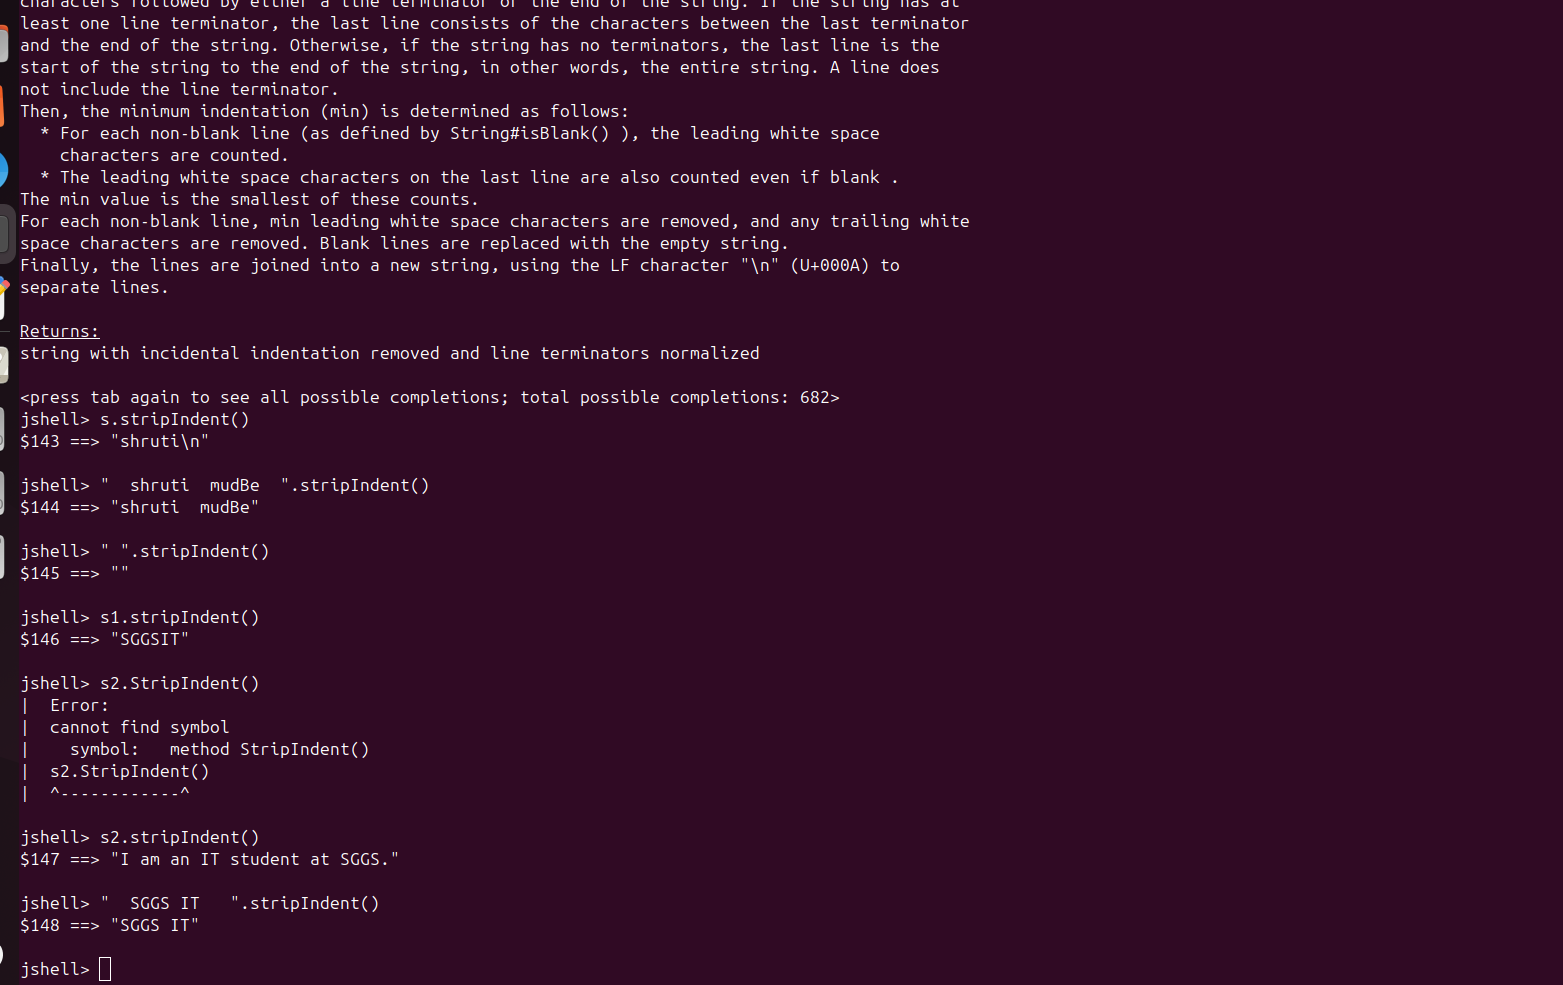 characters followed by either a line terminator or the end of the string. If the string has at
least one line terminator, the last line consists of the characters between the last terminator
and the end of the string. Otherwise, if the string has no terminators, the last line is the
start of the string to the end of the string, in other words, the entire string. A line does
not include the line terminator.
Then, the minimum indentation (min) is determined as follows:
  * For each non-blank line (as defined by String#isBlank() ), the leading white space
    characters are counted.
  * The leading white space characters on the last line are also counted even if blank .
The min value is the smallest of these counts.
For each non-blank line, min leading white space characters are removed, and any trailing white
space characters are removed. Blank lines are replaced with the empty string.
Finally, the lines are joined into a new string, using the LF character "\n" (U+000A) to
separate lines.

Returns:
string with incidental indentation removed and line terminators normalized

<press tab again to see all possible completions; total possible completions: 682>
jshell> s.stripIndent()
$143 ==> "shruti\n"

jshell> "  shruti  mudBe  ".stripIndent()
$144 ==> "shruti  mudBe"

jshell> " ".stripIndent()
$145 ==> ""

jshell> s1.stripIndent()
$146 ==> "SGGSIT"

jshell> s2.StripIndent()
|  Error:
|  cannot find symbol
|    symbol:   method StripIndent()
|  s2.StripIndent()
|  ^------------^

jshell> s2.stripIndent()
$147 ==> "I am an IT student at SGGS."

jshell> "  SGGS IT   ".stripIndent()
$148 ==> "SGGS IT"

jshell>